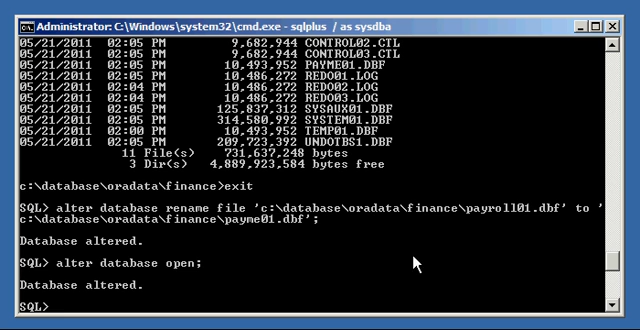 Administrator: C:\Windows\system32\cmd.exe - sqlplus  / as sysdba
05/21/2011  02:05 PM         9,682,944 CONTROL02.CTL
05/21/2011  02:05 PM         9,682,944 CONTROL03.CTL
05/21/2011  02:05 PM        10,493,952 PAYME01.DBF
05/21/2011  02:05 PM        10,486,272 REDO01.LOG
05/21/2011  02:04 PM        10,486,272 REDO02.LOG
05/21/2011  02:04 PM        10,486,272 REDO03.LOG
05/21/2011  02:05 PM       125,837,312 SYSAUX01.DBF
05/21/2011  02:05 PM       314,580,992 SYSTEM01.DBF
05/21/2011  02:00 PM        10,493,952 TEMP01.DBF
05/21/2011  02:05 PM       209,723,392 UNDOTBS1.DBF
11 File(s)    731,637,248 bytes
3 Dir(s)   4,889,923,584 bytes free
c:\database\oradata\finance>exit
SQL> alter database rename file 'c:\database\oradata\finance\payroll01.dbf' to '
c:\database\oradata\finance\payme01.dbf';
Database altered.
SQL> alter database open;
Database altered.
SQL>